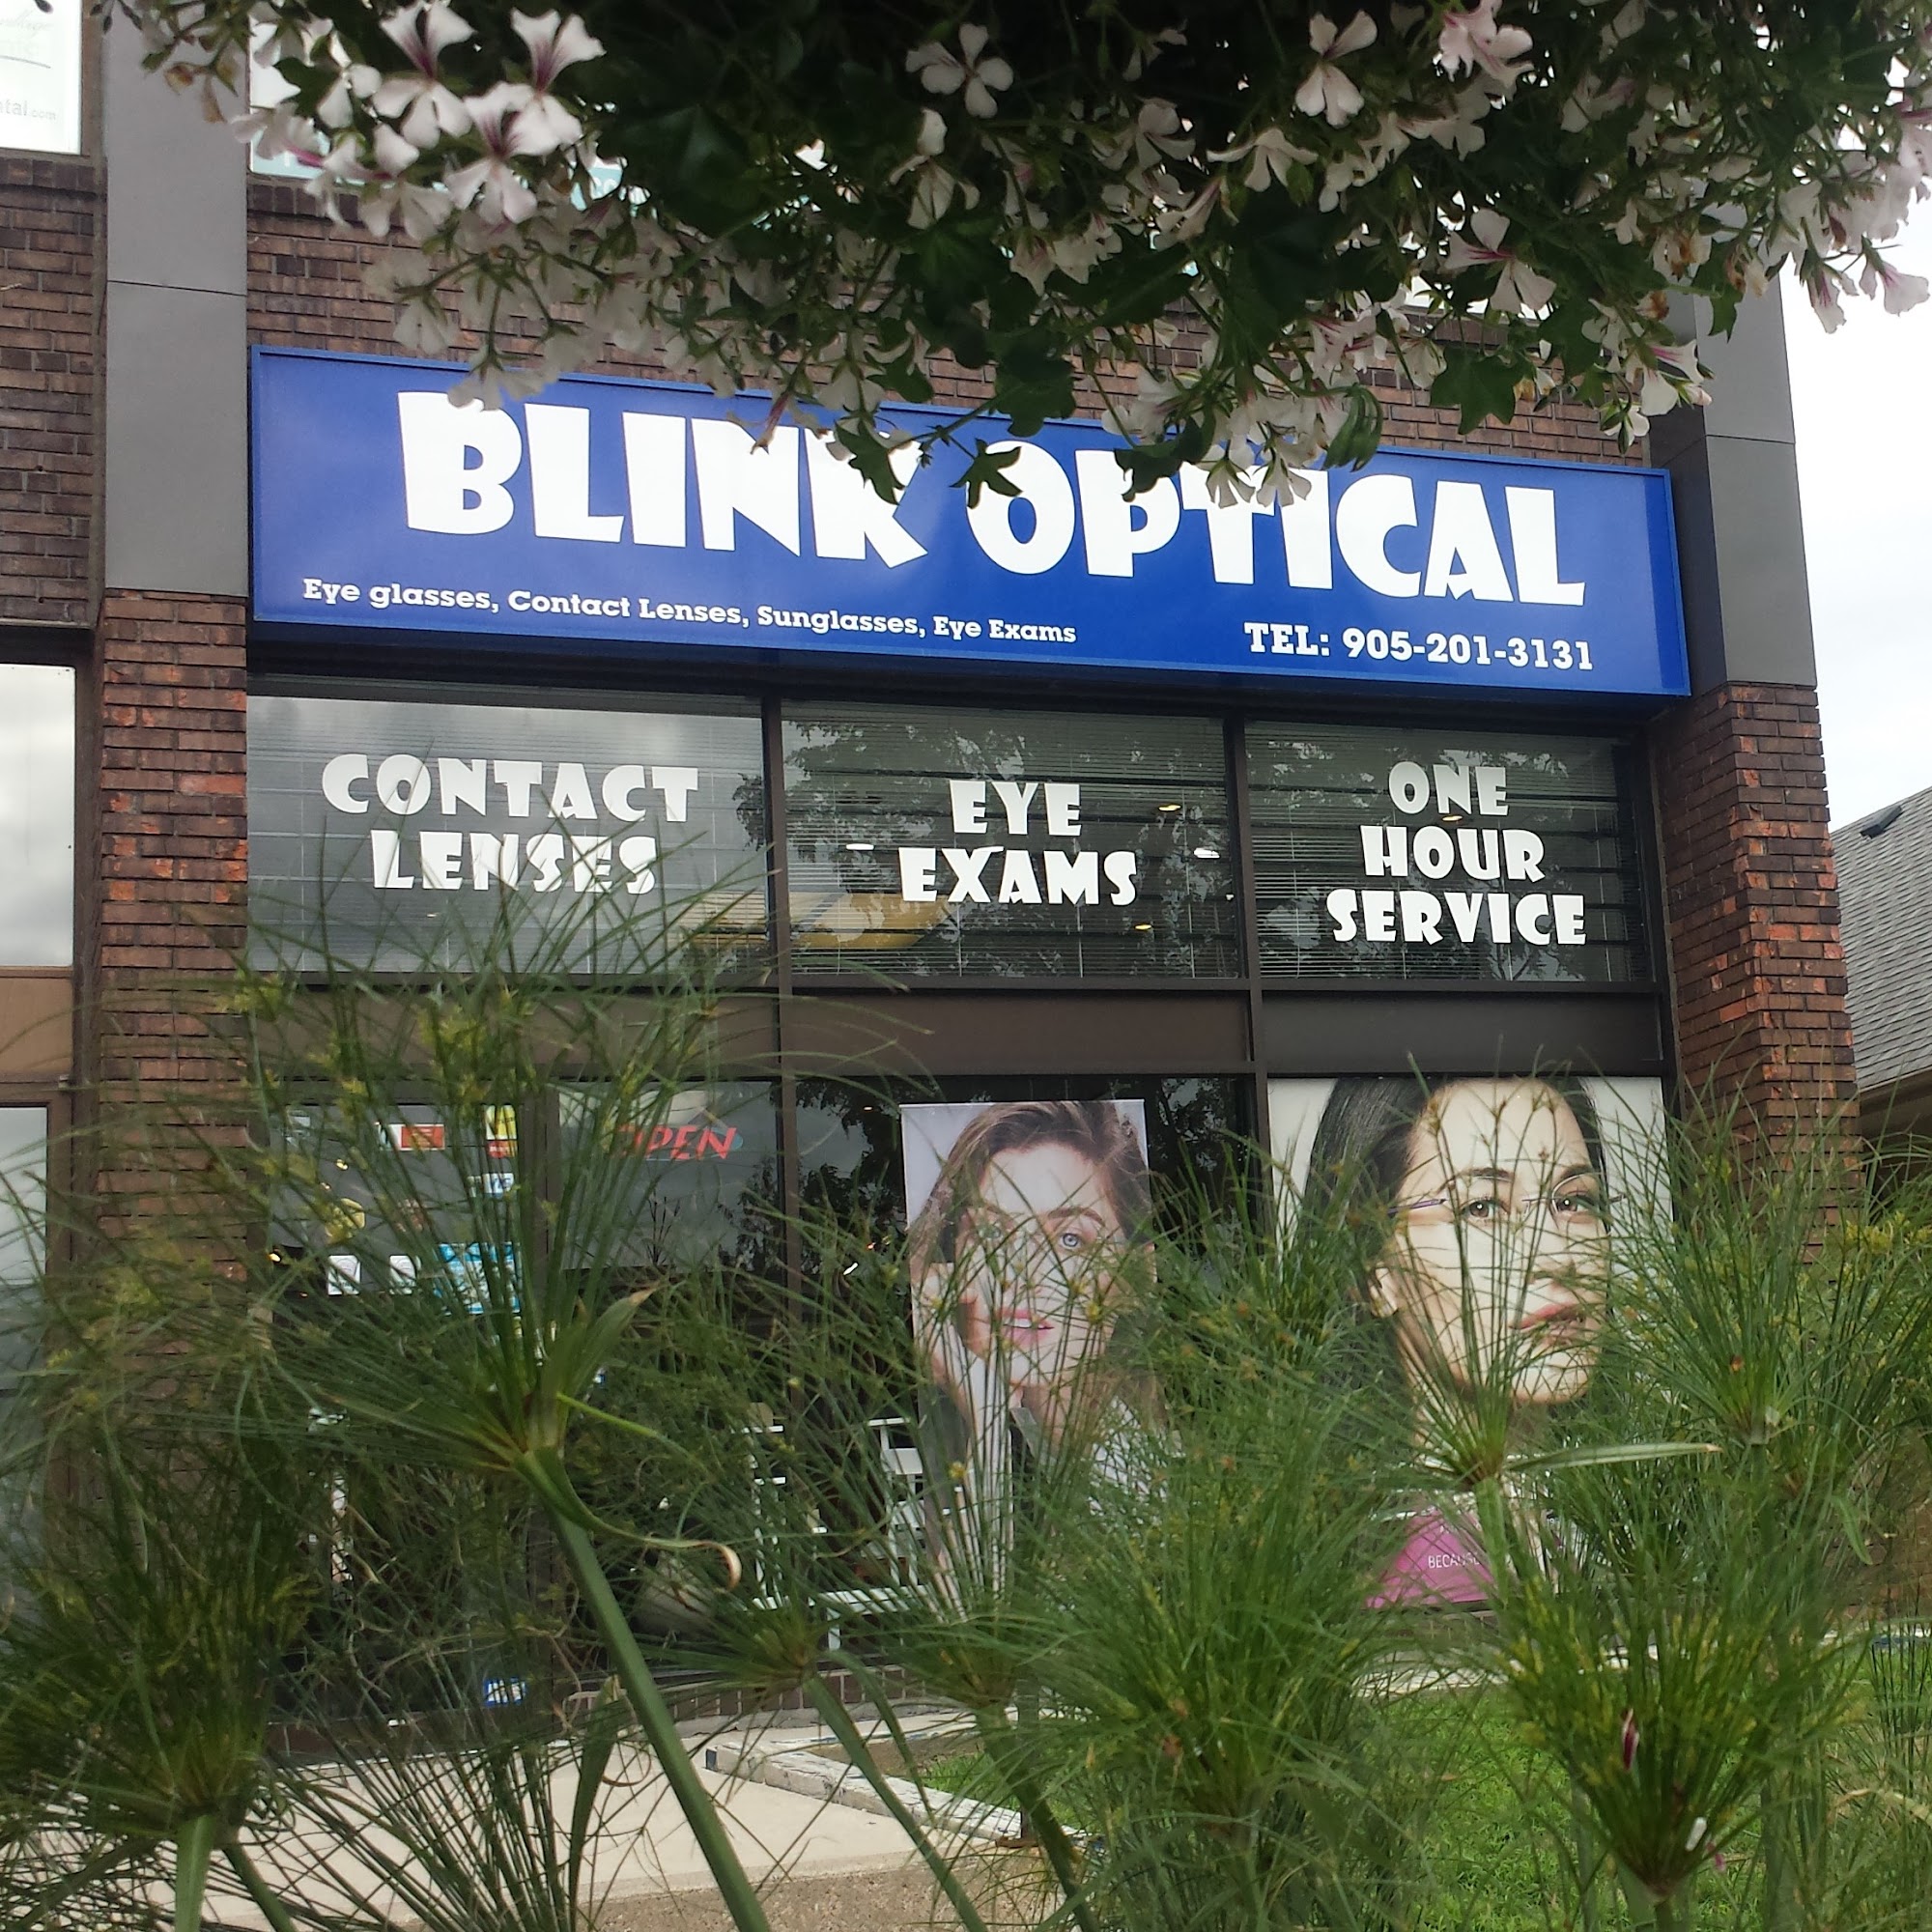 BLINK OPTICAL
Eye glasses, Contact Lenses, Sunglasses, Eye Exams
TEL: 905-201-3131
CONTACT
LENSES
EYE
EXAMS
ONE
HOUR
SERVICE
OPEN